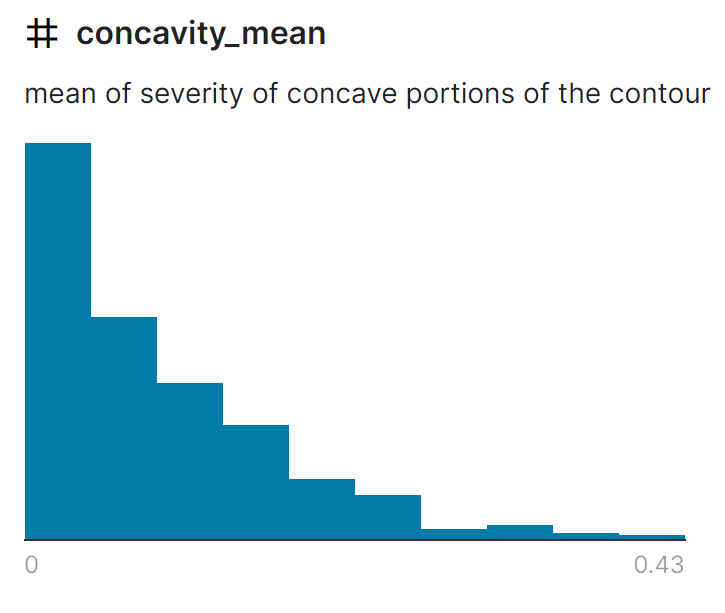 # concavity_mean
mean of severity of concave portions of the contour
0
0.43